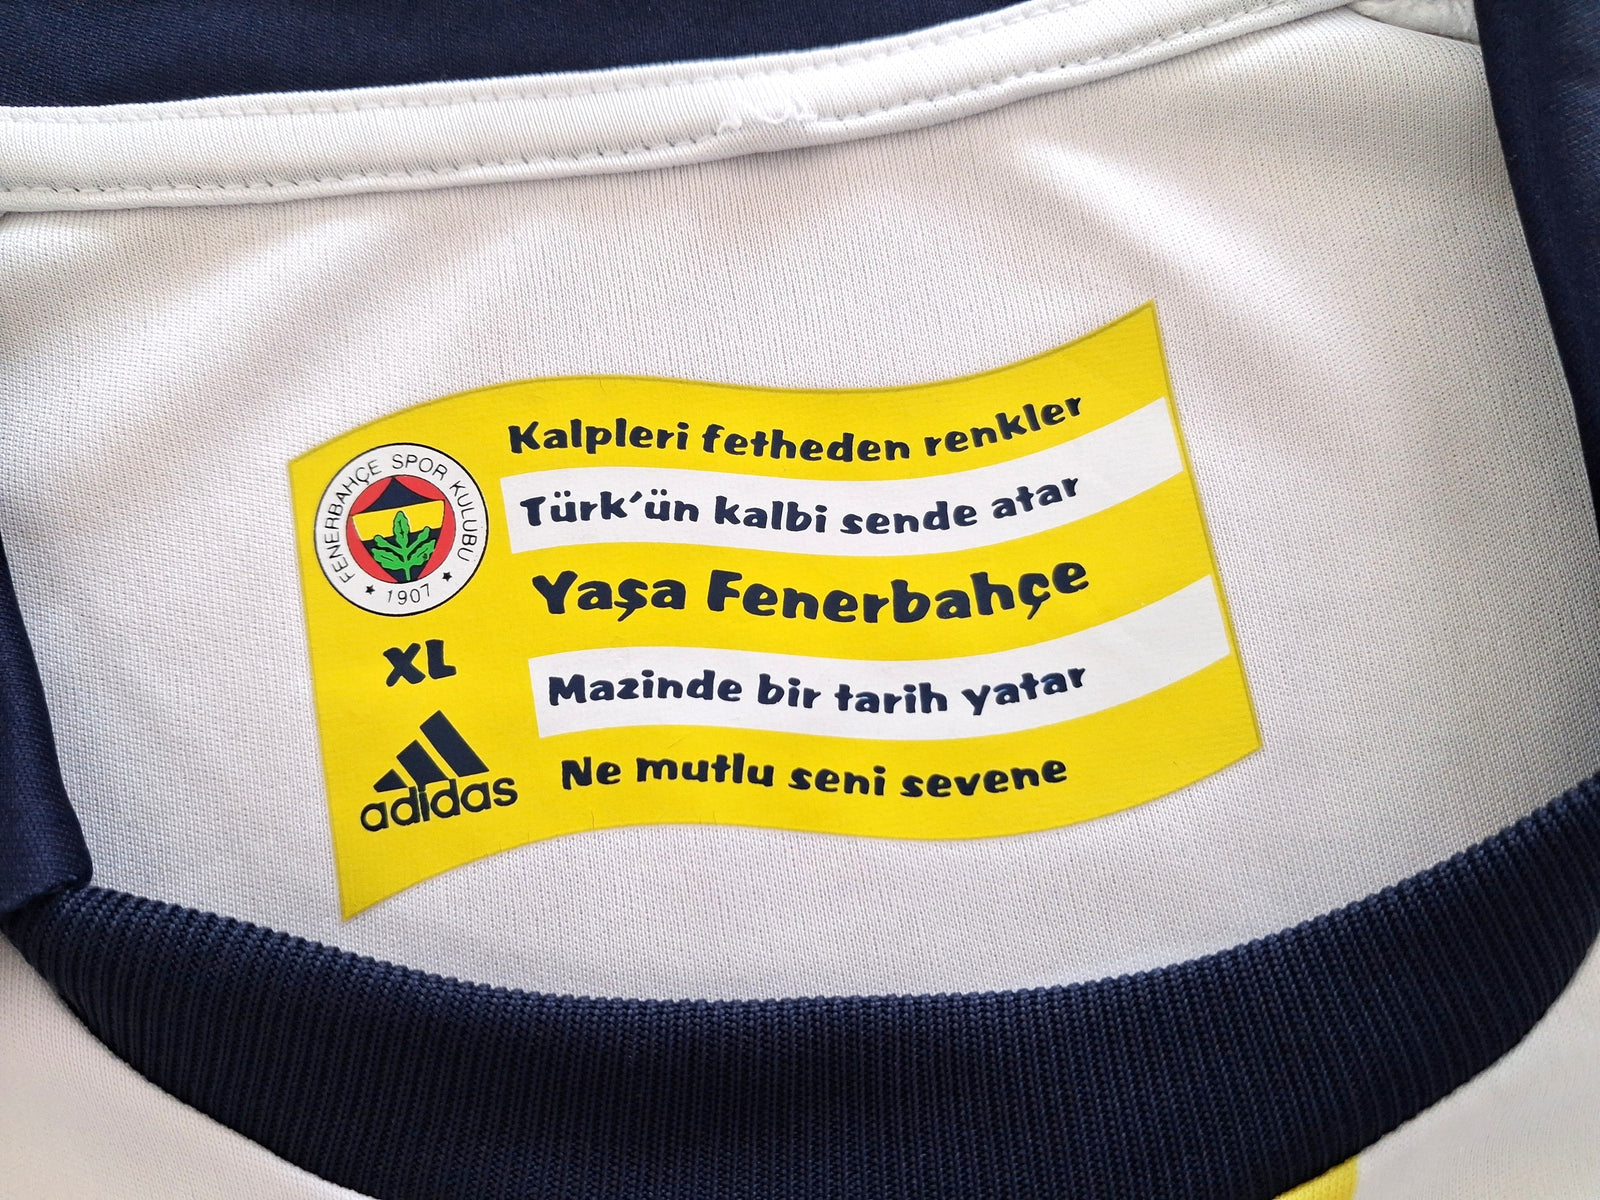 FENERBAHÇE SPOR KULUBU
★ 1907 ★
XL
adidas
Kalpleri fetheden renkler
Türk'ün kalbi sende atar
Yaşa Fenerbahçe
Mazinde bir tarih yatar
Ne mutlu seni sevene